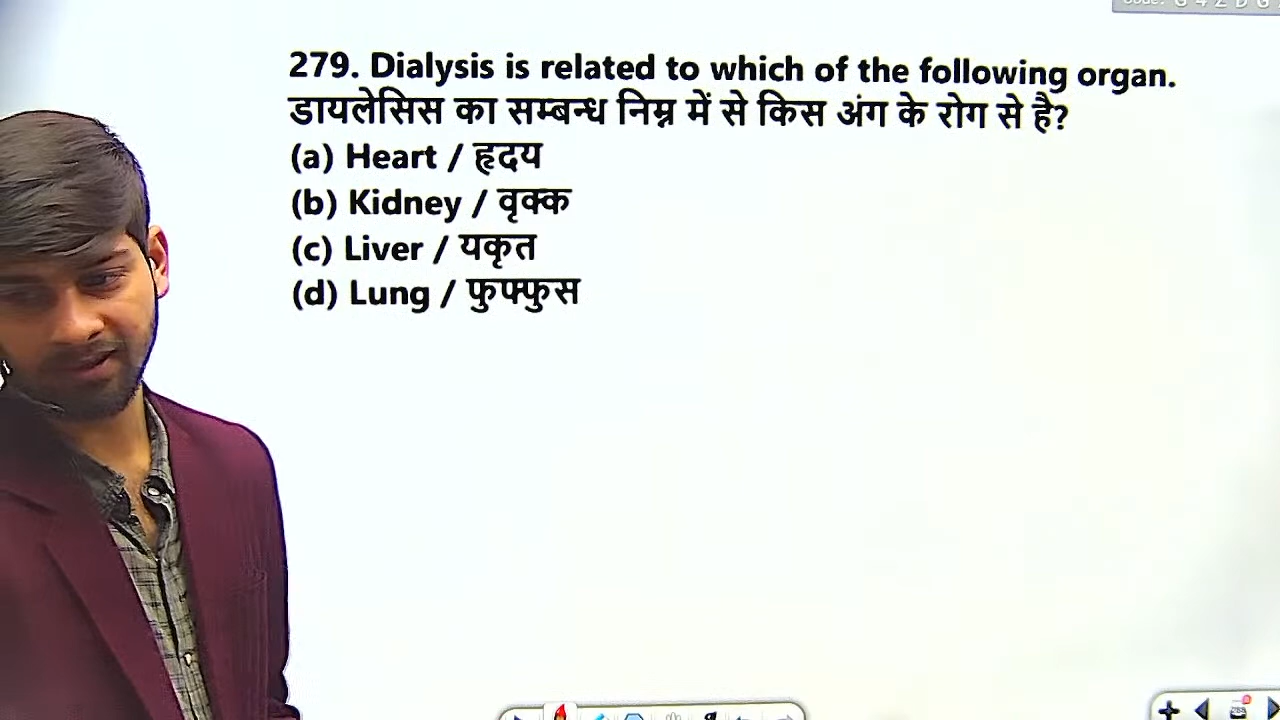 279. Dialysis is related to which of the following organ.
डायलेसिस का सम्बन्ध निम्न में से किस अंग के रोग से है?
(a) Heart / हृदय
(b) Kidney / वृक्क
(c) Liver / यकृत
(d) Lung / फुफ्फुस